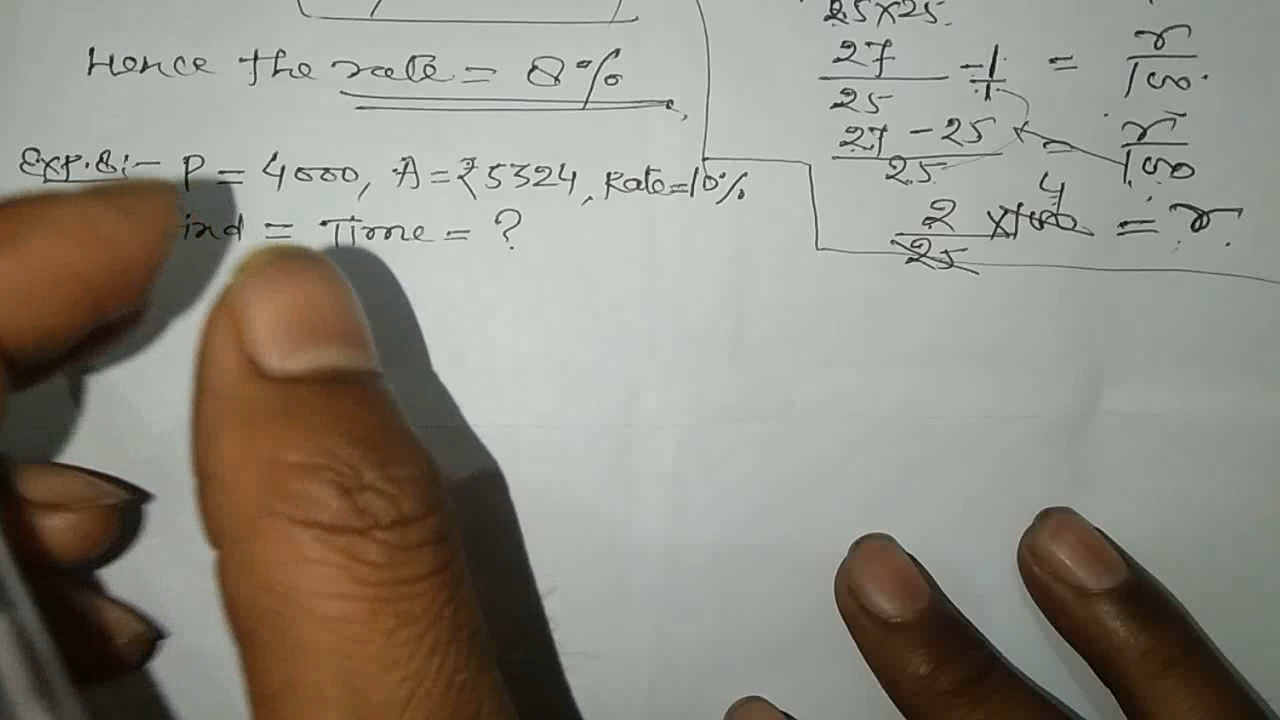 Hence the rate = 8%
Exp.8:- P = 4000, A = ₹5324, Rate=10%
ind = Time = ?
25×25
27/25 - 1/1 = r/100
27-25/25 = r/100
2/25 × 100 4 = r